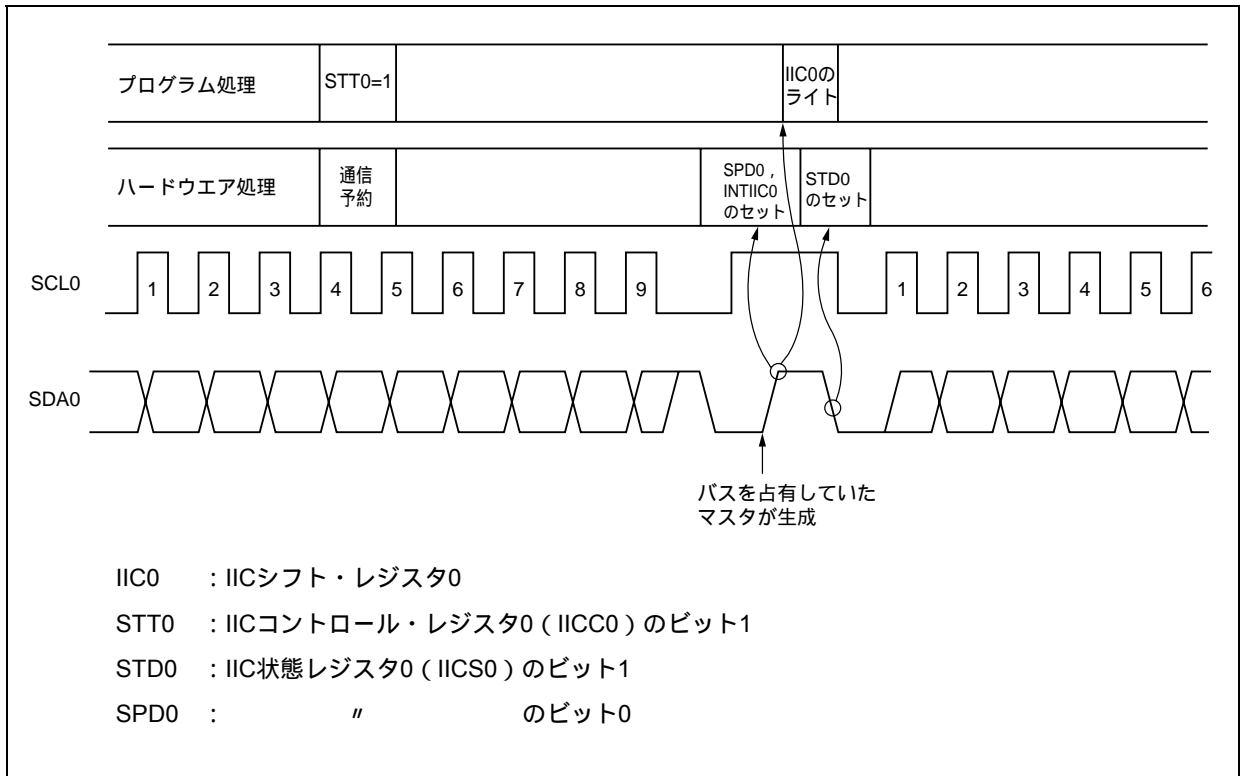 プログラム処理
STT0=1
IIC0の
ライト
ハードウエア処理
通信
予約
SPD0，
INTIIC0
のセット
STD0
のセット
SCL0
1 2 3 4 5 6 7 8 9 1 2 3 4 5 6
SDA0
バスを占有していた
マスタが生成
IIC0 ：IICシフト・レジスタ0
STT0 ：IICコントロール・レジスタ0（IICC0）のビット1
STD0 ：IIC状態レジスタ0（IICS0）のビット1
SPD0 ： 〃 のビット0